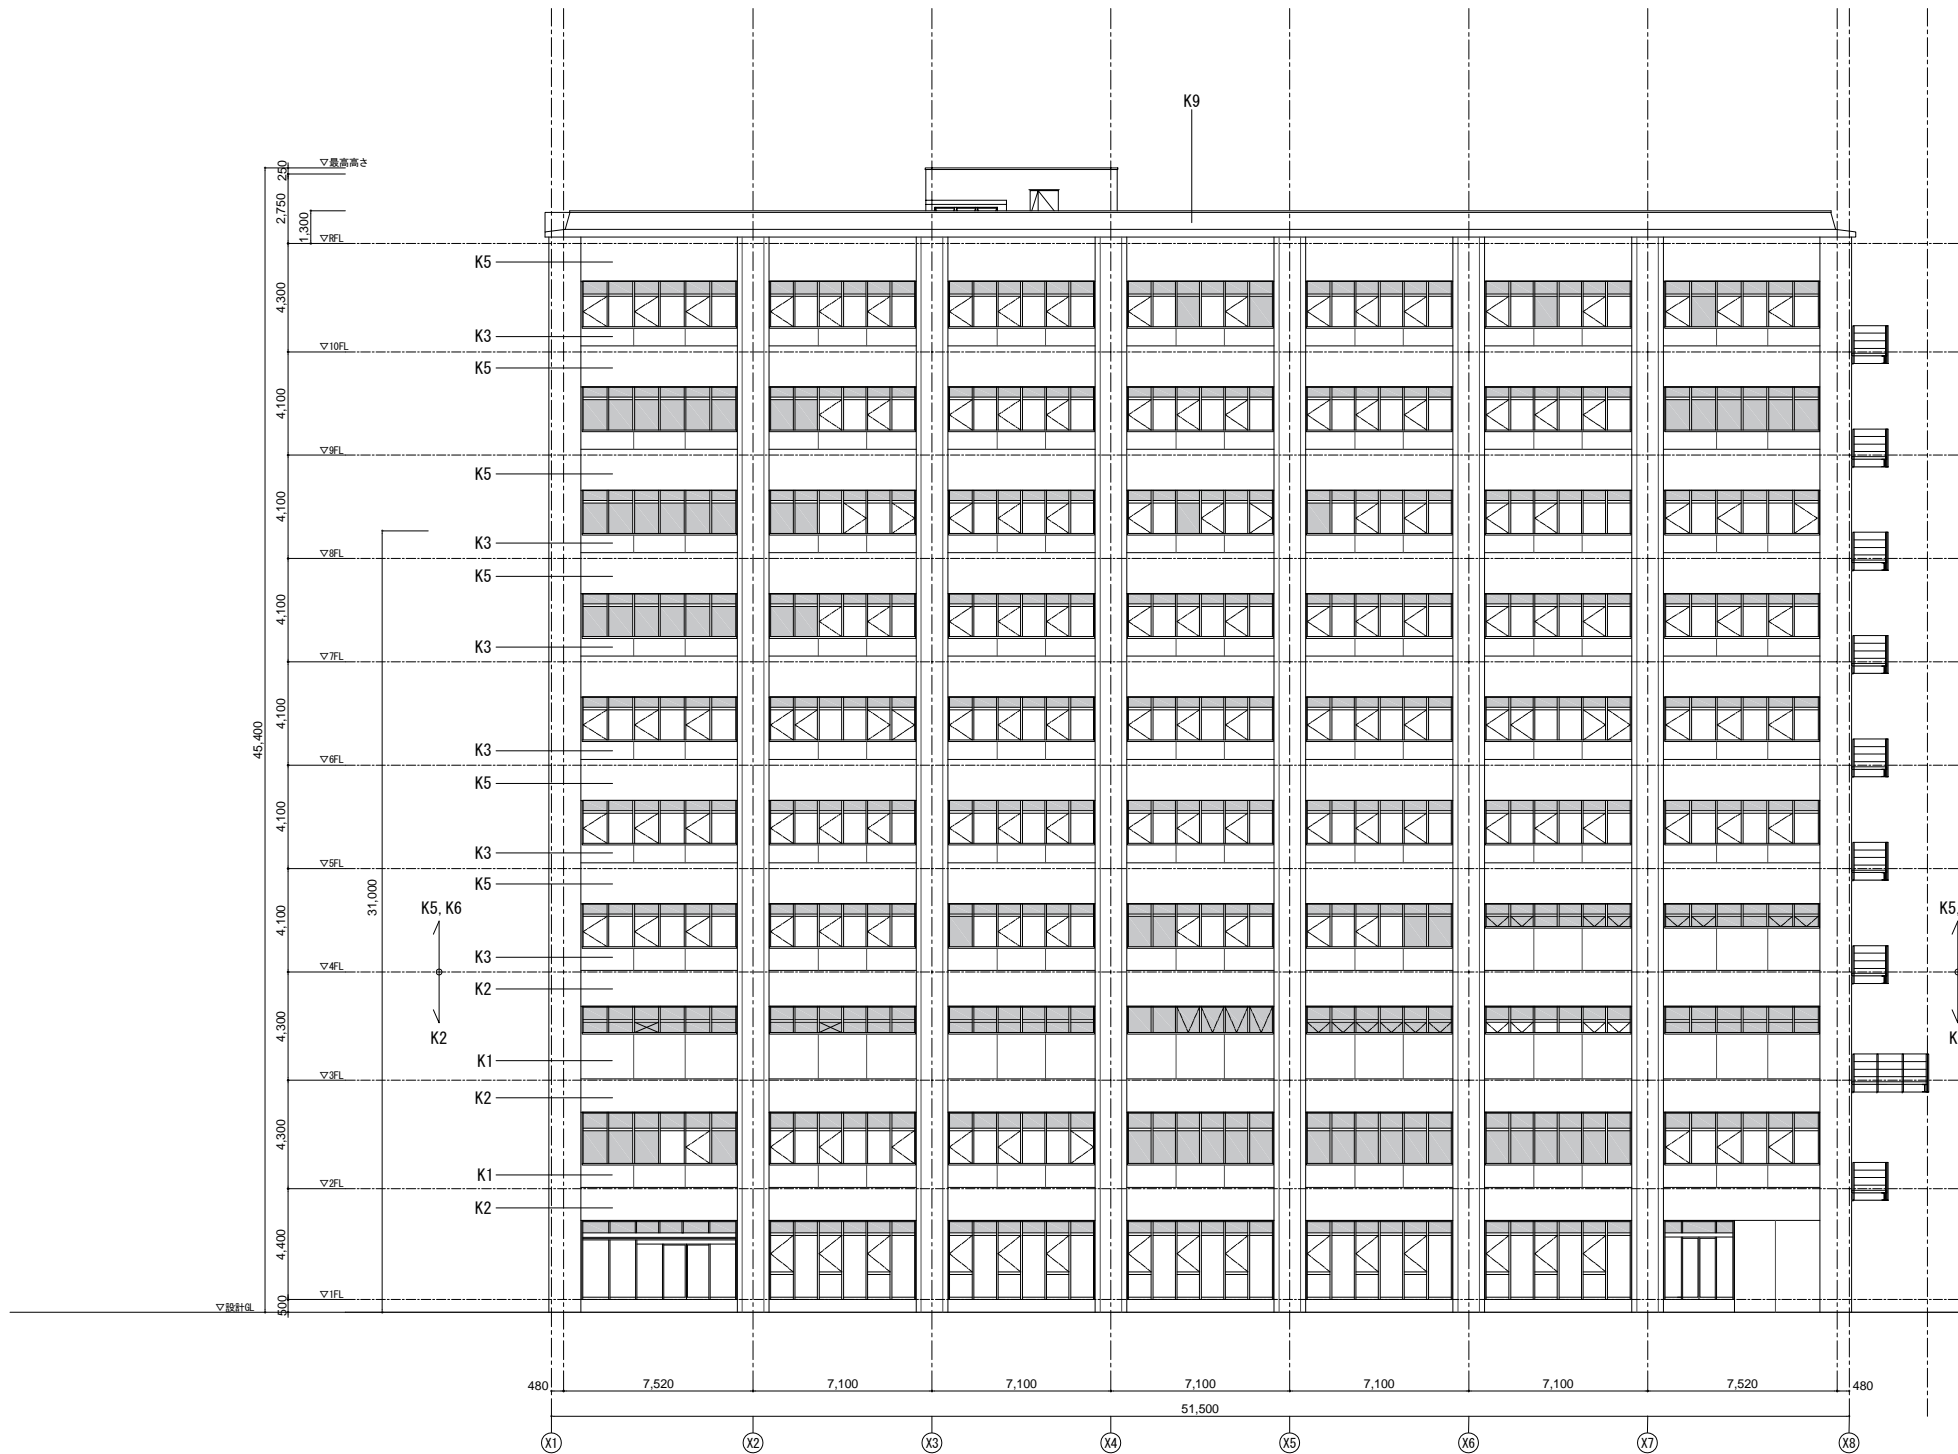 K9
▽最高高さ
250
2,750
1,300
▽RFL
K5
4,300
K3
▽10FL
K5
4,100
▽9FL
K5
4,100
K3
▽8FL
K5
4,100
K3
▽7FL
4,100
45,400
K3
▽6FL
K5
4,100
K3
▽5FL
31,000
K5
K5, K6
4,100
K5,
K3
▽4FL
K2
4,300
K2
K
K1
▽3FL
K2
4,300
K1
▽2FL
K2
4,400
▽1FL
500
▽設計GL
480
7,520
7,100
7,100
7,100
7,100
7,100
7,520
480
51,500
X1
X2
X3
X4
X5
X6
X7
X8